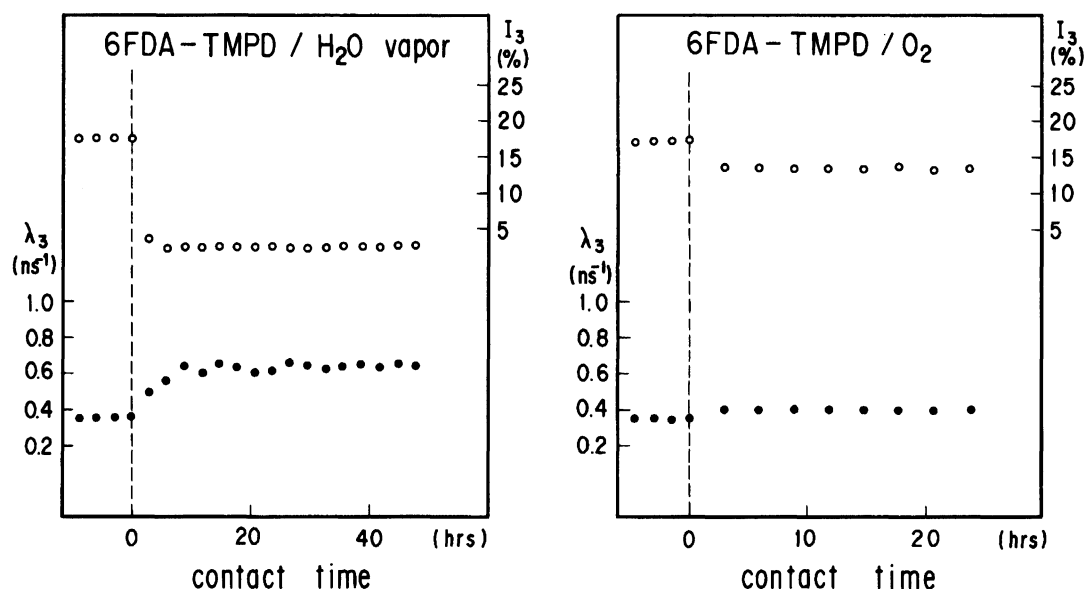 6FDA-TMPD / H₂O vapor
I₃
(%)
25
20
15
10
5
λ₃
(ns⁻¹)
1.0
0.8
0.6
0.4
0.2
0
20
40
(hrs)
contact time
6FDA-TMPD / O₂
I₃
(%)
25
20
15
10
5
λ₃
(ns⁻¹)
1.0
0.8
0.6
0.4
0.2
0
10
20
(hrs)
contact time